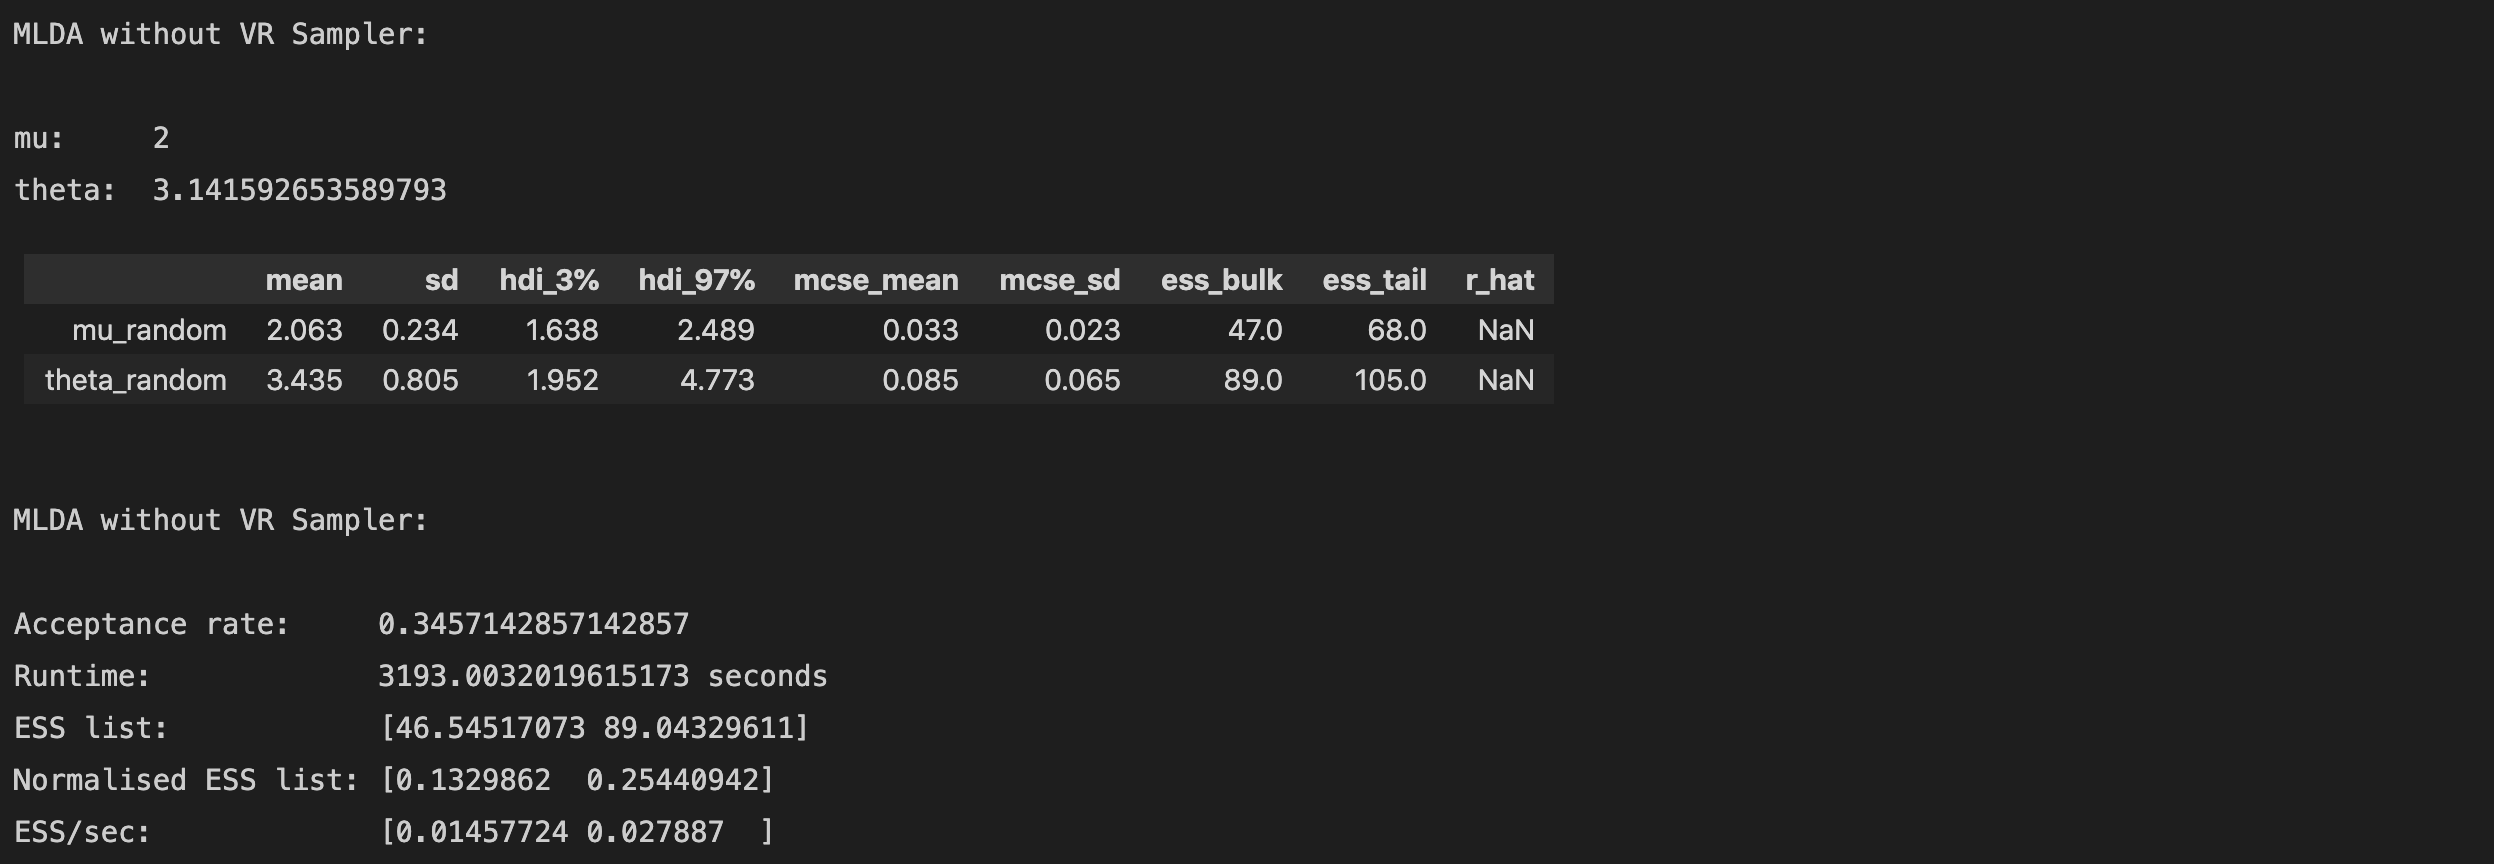 MLDA without VR Sampler:
mu: 2
theta: 3.141592653589793
mean sd hdi_3% hdi_97% mcse_mean mcse_sd ess_bulk ess_tail r_hat
mu_random 2.063 0.234 1.638 2.489 0.033 0.023 47.0 68.0 NaN
theta_random 3.435 0.805 1.952 4.773 0.085 0.065 89.0 105.0 NaN
MLDA without VR Sampler:
Acceptance rate: 0.3457142857142857
Runtime: 3193.0032019615173 seconds
ESS list: [46.54517073 89.04329611]
Normalised ESS list: [0.1329862 0.25440942]
ESS/sec: [0.01457724 0.027887 ]